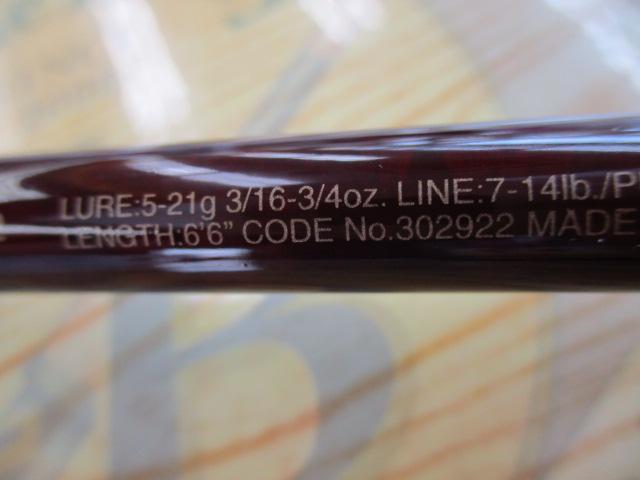 LURE:5-21g 3/16-3/4oz. LINE:7-14lb./P
LENGTH:6'6" CODE No.302922 MADE